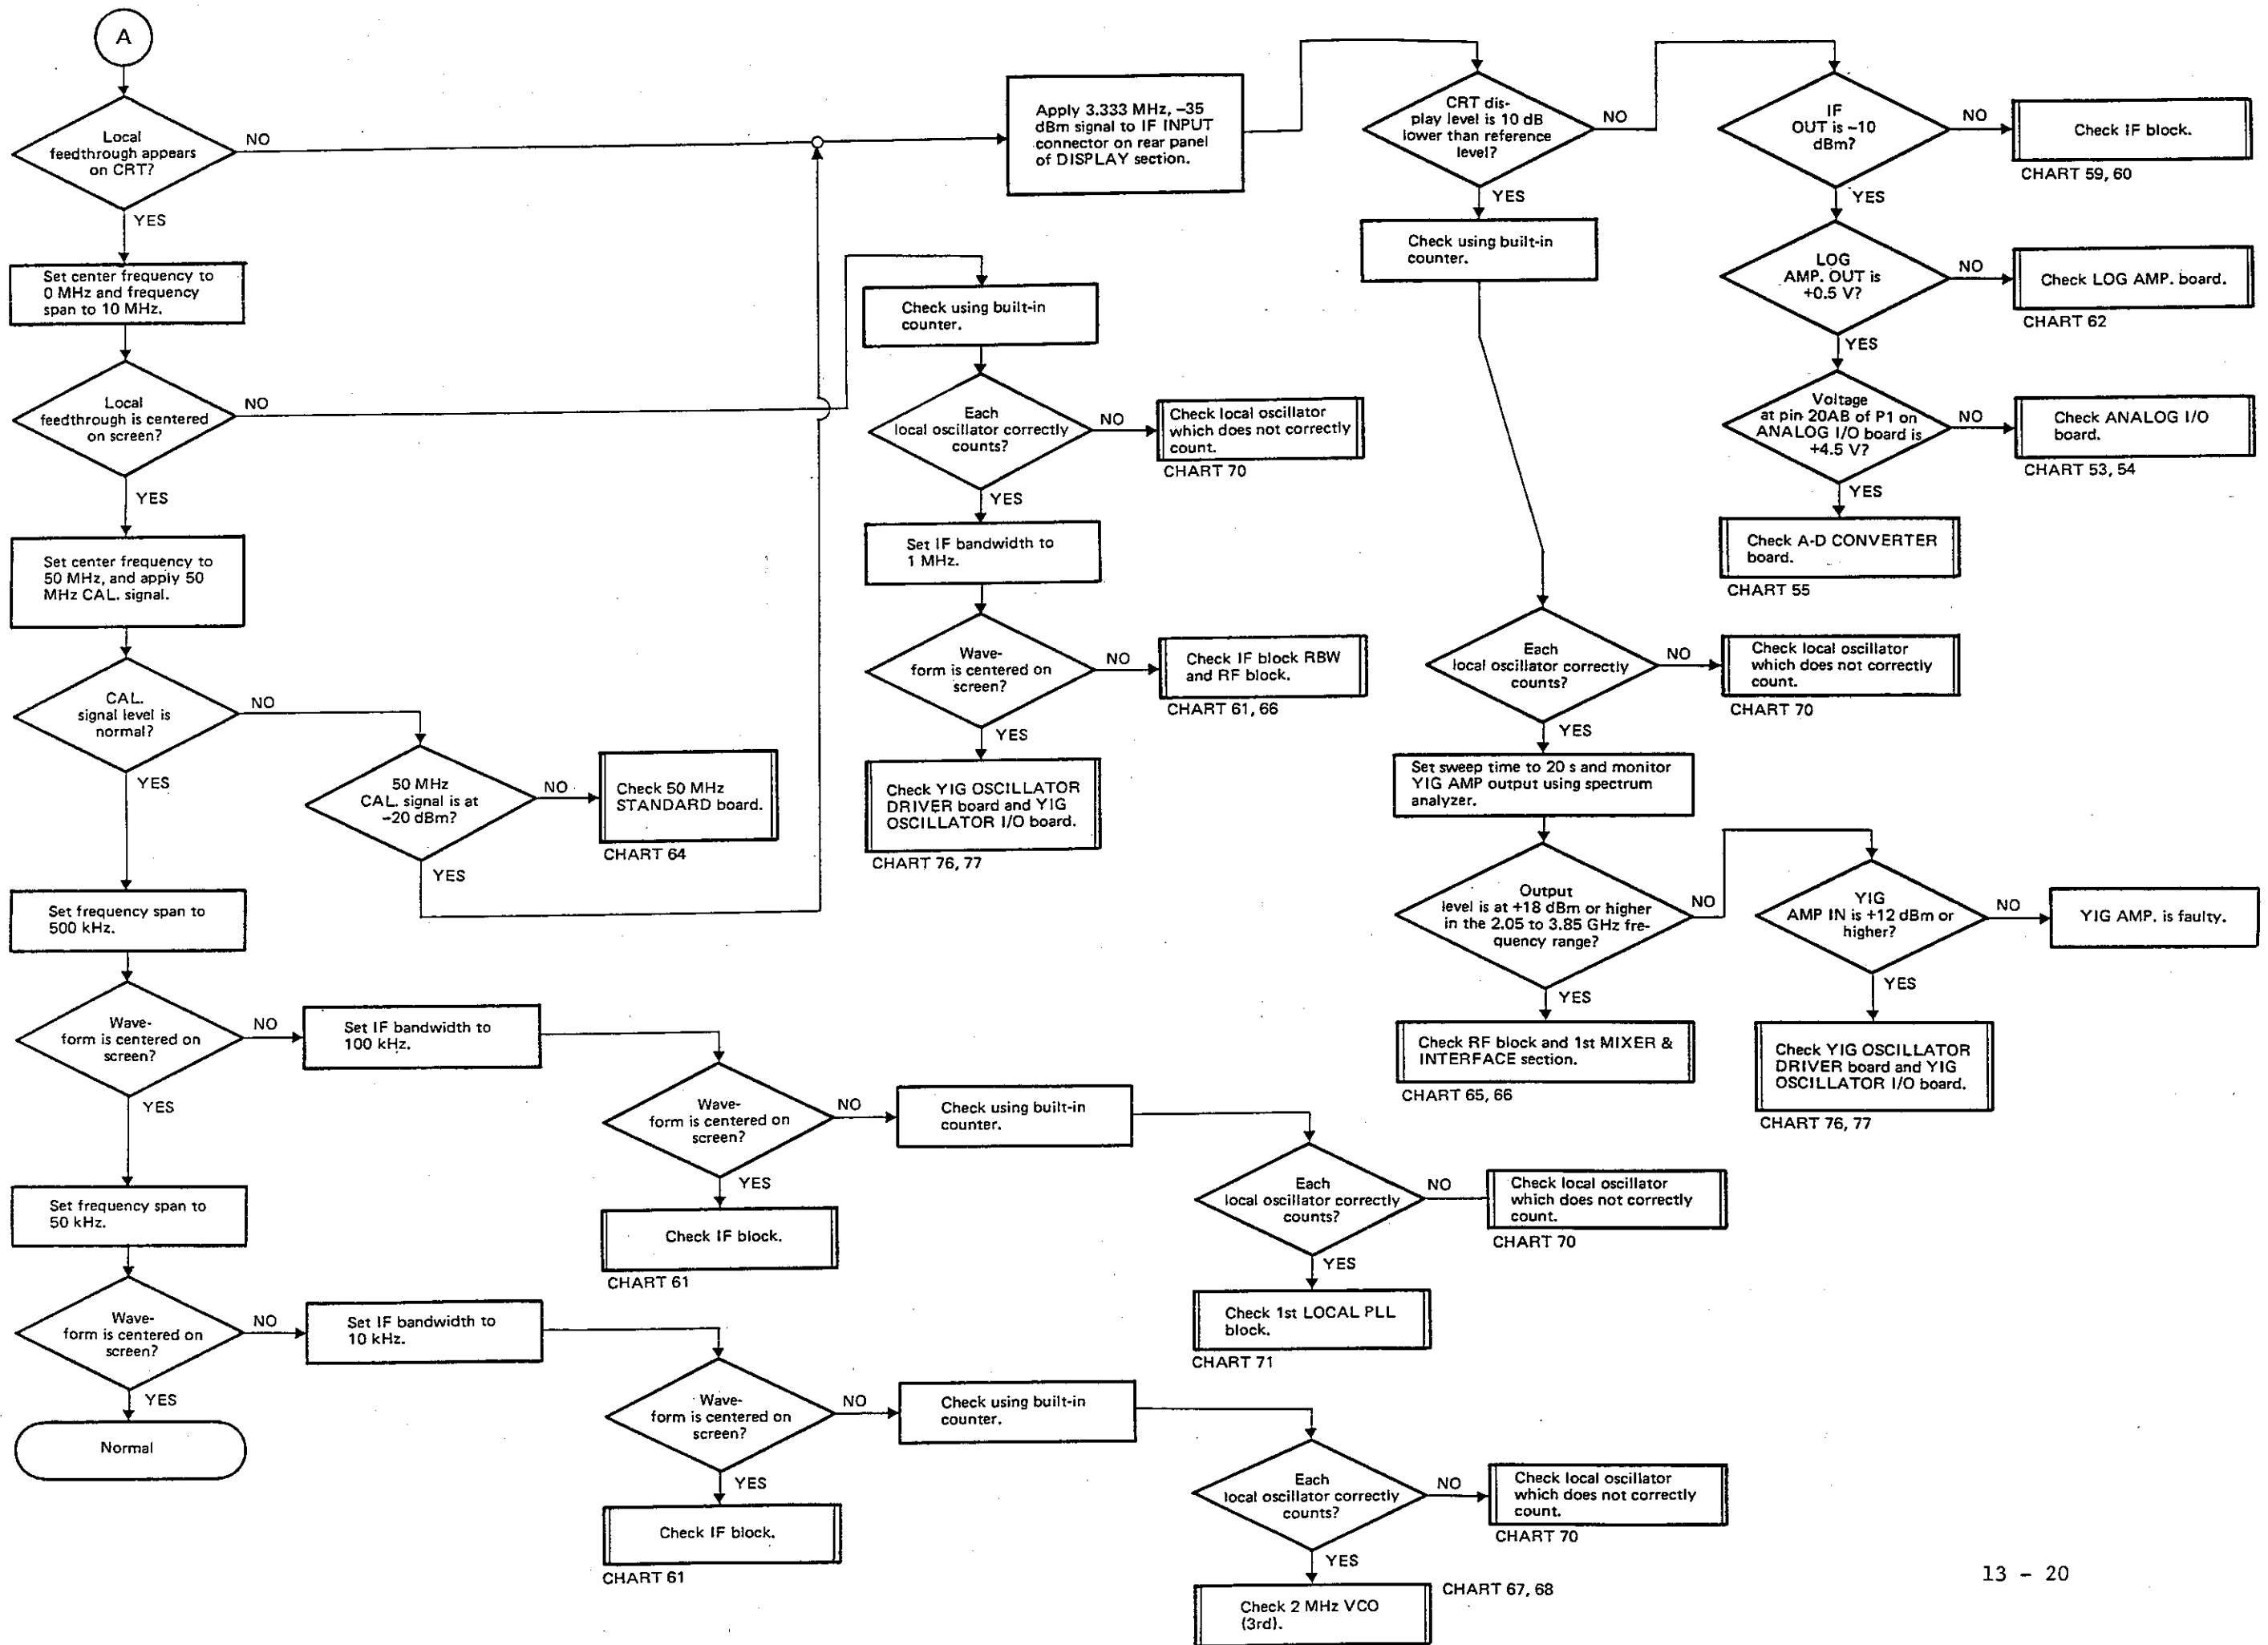 A
Local
feedthrough appears
on CRT?
NO
YES
Set center frequency to
0 MHz and frequency
span to 10 MHz.
Local
feedthrough is centered
on screen?
NO
YES
Set center frequency to
50 MHz, and apply 50
MHz CAL. signal.
CAL.
signal level is
normal?
NO
YES
50 MHz
CAL. signal is at
-20 dBm?
NO
YES
Check 50 MHz
STANDARD board.
CHART 64
Set frequency span to
500 kHz.
Wave-
form is centered on
screen?
NO
YES
Set IF bandwidth to
100 kHz.
Wave-
form is centered on
screen?
NO
YES
Check IF block.
CHART 61
Check using built-in
counter.
Each
local oscillator correctly
counts?
NO
YES
Check local oscillator
which does not correctly
count.
CHART 70
Check 1st LOCAL PLL
block.
CHART 71
Set frequency span to
50 kHz.
Wave-
form is centered on
screen?
NO
YES
Normal
Set IF bandwidth to
10 kHz.
Wave-
form is centered on
screen?
NO
YES
Check IF block.
CHART 61
Check using built-in
counter.
Each
local oscillator correctly
counts?
NO
YES
Check local oscillator
which does not correctly
count.
CHART 70
CHART 67, 68
Check 2 MHz VCO
(3rd).
Check using built-in
counter.
Each
local oscillator correctly
counts?
NO
YES
Check local oscillator
which does not correctly
count.
CHART 70
Set IF bandwidth to
1 MHz.
Wave-
form is centered on
screen?
NO
YES
Check IF block RBW
and RF block.
CHART 61, 66
Check YIG OSCILLATOR
DRIVER board and YIG
OSCILLATOR I/O board.
CHART 76, 77
Apply 3.333 MHz, -35
dBm signal to IF INPUT
connector on rear panel
of DISPLAY section.
CRT dis-
play level is 10 dB
lower than reference
level?
NO
YES
Check using built-in
counter.
Each
local oscillator correctly
counts?
NO
YES
Check local oscillator
which does not correctly
count.
CHART 70
Set sweep time to 20 s and monitor
YIG AMP output using spectrum
analyzer.
Output
level is at +18 dBm or higher
in the 2.05 to 3.85 GHz fre-
quency range?
NO
YES
Check RF block and 1st MIXER &
INTERFACE section.
CHART 65, 66
YIG
AMP IN is +12 dBm or
higher?
NO
YES
YIG AMP. is faulty.
Check YIG OSCILLATOR
DRIVER board and YIG
OSCILLATOR I/O board.
CHART 76, 77
IF
OUT is -10
dBm?
NO
YES
Check IF block.
CHART 59, 60
LOG
AMP. OUT is
+0.5 V?
NO
YES
Check LOG AMP. board.
CHART 62
Voltage
at pin 20AB of P1 on
ANALOG I/O board is
+4.5 V?
NO
YES
Check ANALOG I/O
board.
CHART 53, 54
Check A-D CONVERTER
board.
CHART 55
13 - 20